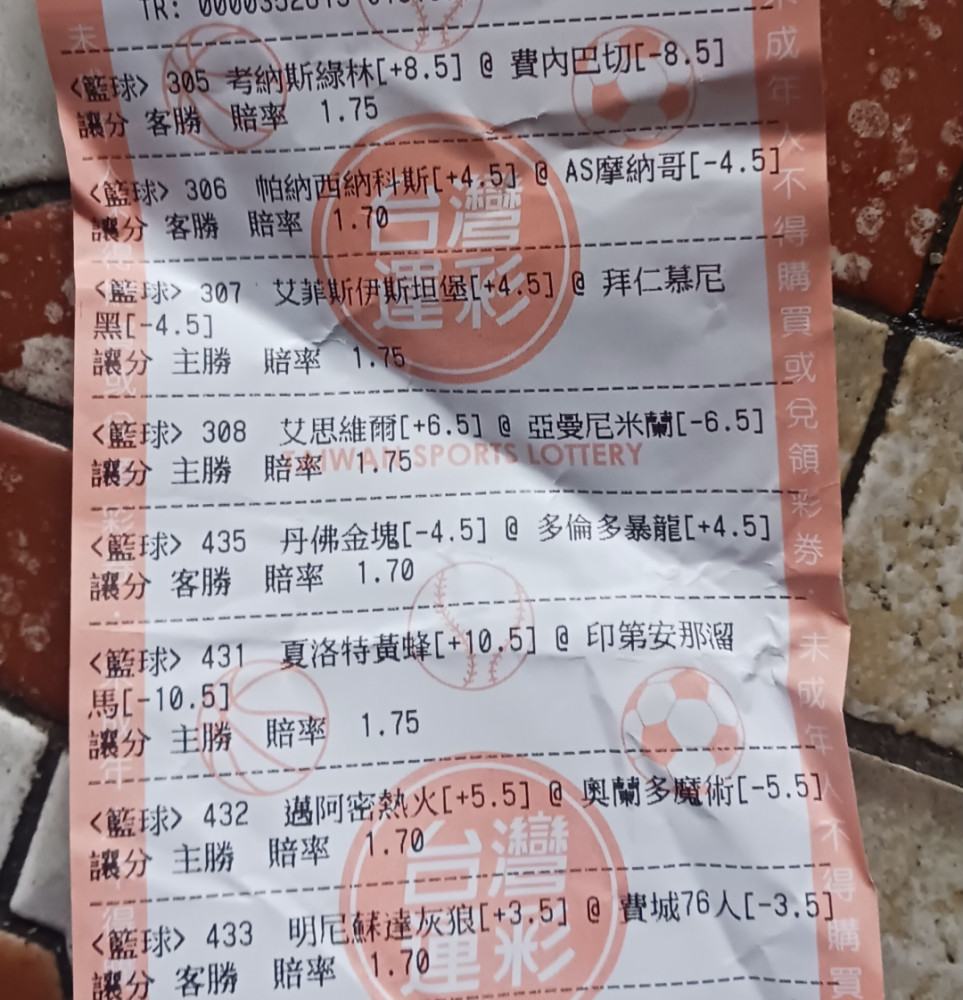 TR: 0000352615
<籃球> 305 考納斯綠林[+8.5] @ 費內巴切[-8.5]
讓分 客勝 賠率 1.75
<籃球> 306 帕納西納科斯[+4.5] @ AS摩納哥[-4.5]
讓分 客勝 賠率 1.70
<籃球> 307 艾菲斯伊斯坦堡[+4.5] @ 拜仁慕尼
黑[-4.5]
讓分 主勝 賠率 1.75
<籃球> 308 艾思維爾[+6.5] @ 亞曼尼米蘭[-6.5]
讓分 主勝 賠率 1.75
<籃球> 435 丹佛金塊[-4.5] @ 多倫多暴龍[+4.5]
讓分 客勝 賠率 1.70
<籃球> 431 夏洛特黃蜂[+10.5] @ 印第安那溜
馬[-10.5]
讓分 主勝 賠率 1.75
<籃球> 432 邁阿密熱火[+5.5] @ 奧蘭多魔術[-5.5]
讓分 主勝 賠率 1.70
<籃球> 433 明尼蘇達灰狼[+3.5] @ 費城76人[-3.5]
讓分 客勝 賠率 1.70
台灣
運彩
TAIWAN SPORTS LOTTERY
台灣
運彩
未成年人不得購買或兌領彩券·未成年人不得購買